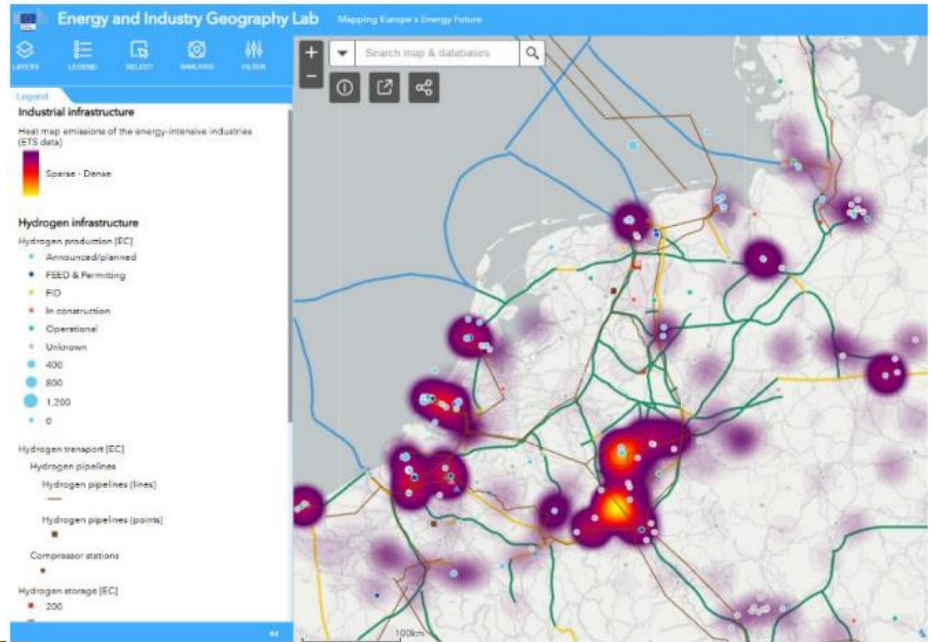 Energy and Industry Geography Lab
Mapping Europe's Energy Future
LAYERS
LEGEND
SELECT
ANALYSIS
FILTER
+
−
Search map & databases
Legend
Industrial infrastructure
Heat map emissions of the energy-intensive industries
(ETS data)
Sparse - Dense
Hydrogen infrastructure
Hydrogen production [EC]
Announced/planned
FEED & Permitting
FID
In construction
Operational
Unknown
400
800
1,200
0
Hydrogen transport [EC]
Hydrogen pipelines
Hydrogen pipelines (lines)
Hydrogen pipelines (points)
Compressor stations
Hydrogen storage [EC]
200
100km